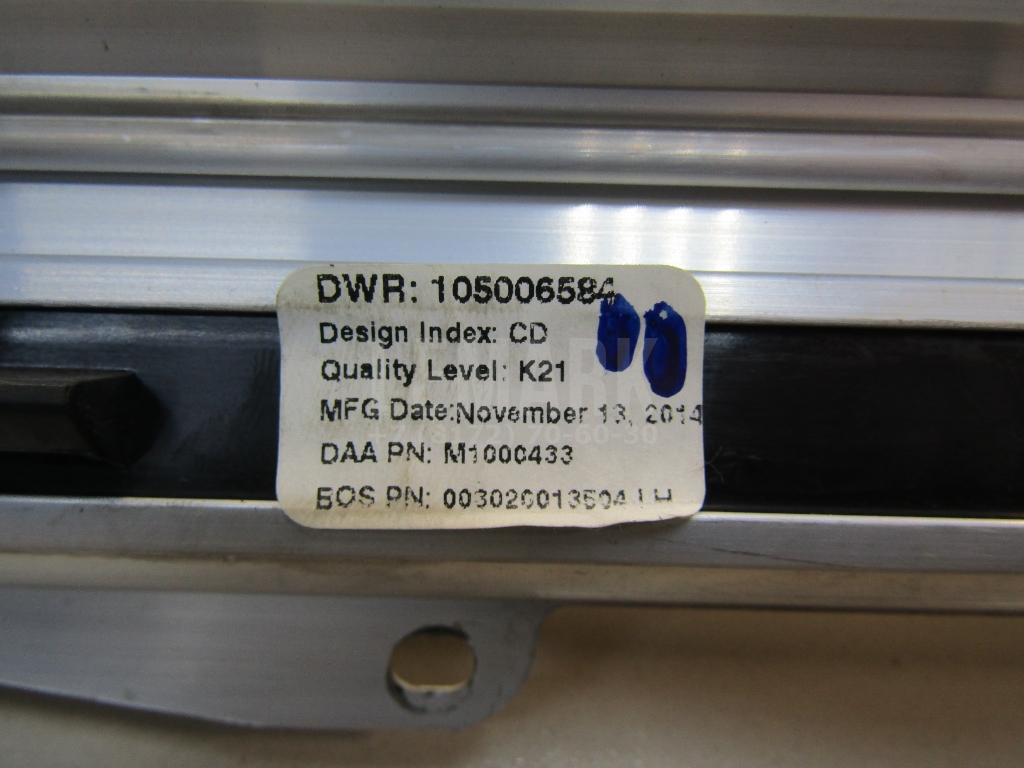 DWR: 105006584
Design Index: CD
Quality Level: K21
MFG Date:November 13, 2014
DAA PN: M1000433
BOS PN: 003020013504 LH